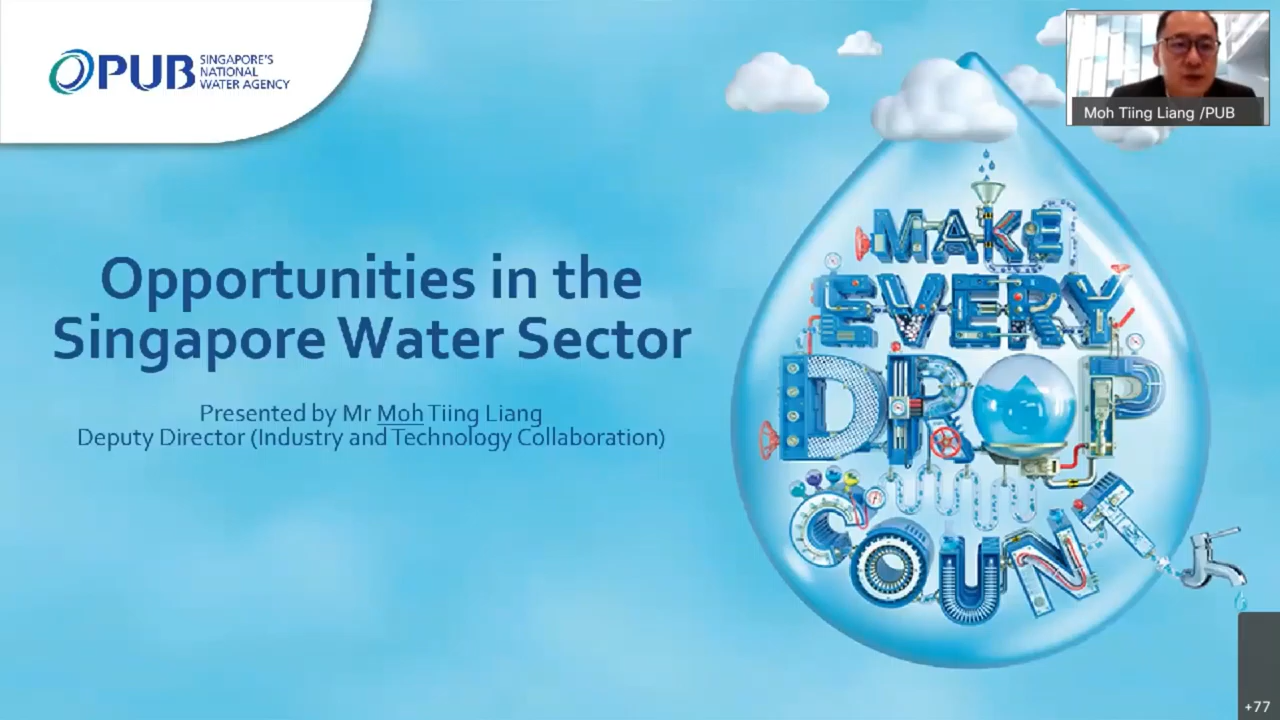 PUB
SINGAPORE'S
NATIONAL
WATER AGENCY
Moh Tiing Liang /PUB
Opportunities in the
Singapore Water Sector
Presented by Mr Moh Tiing Liang
Deputy Director (Industry and Technology Collaboration)
MAKE
EVERY
DROP
COUNT
+77